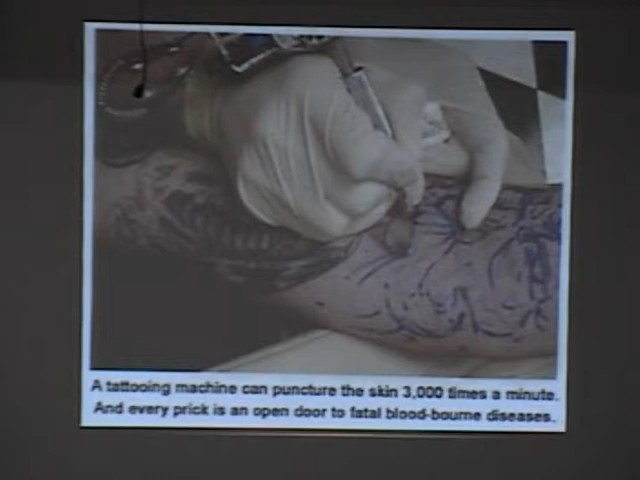 A tattooing machine can puncture the skin 3,000 times a minute.
And every prick is an open door to fatal blood-bourne diseases.